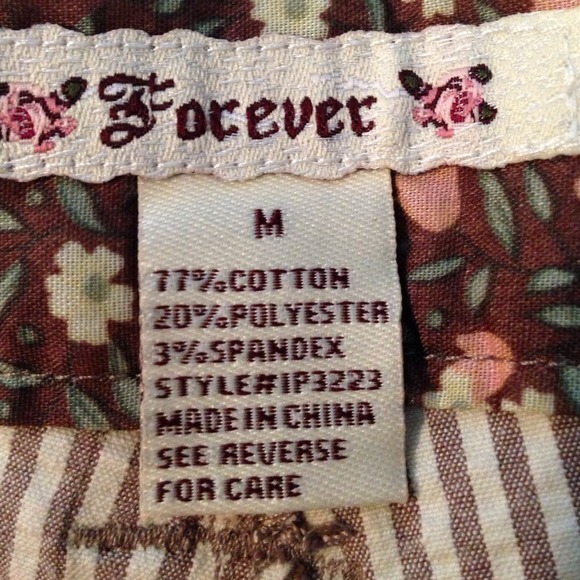 Forever
M
77%COTTON
20%POLYESTER
3%SPANDEX
STYLE#IP3223
MADE IN CHINA
SEE REVERSE
FOR CARE